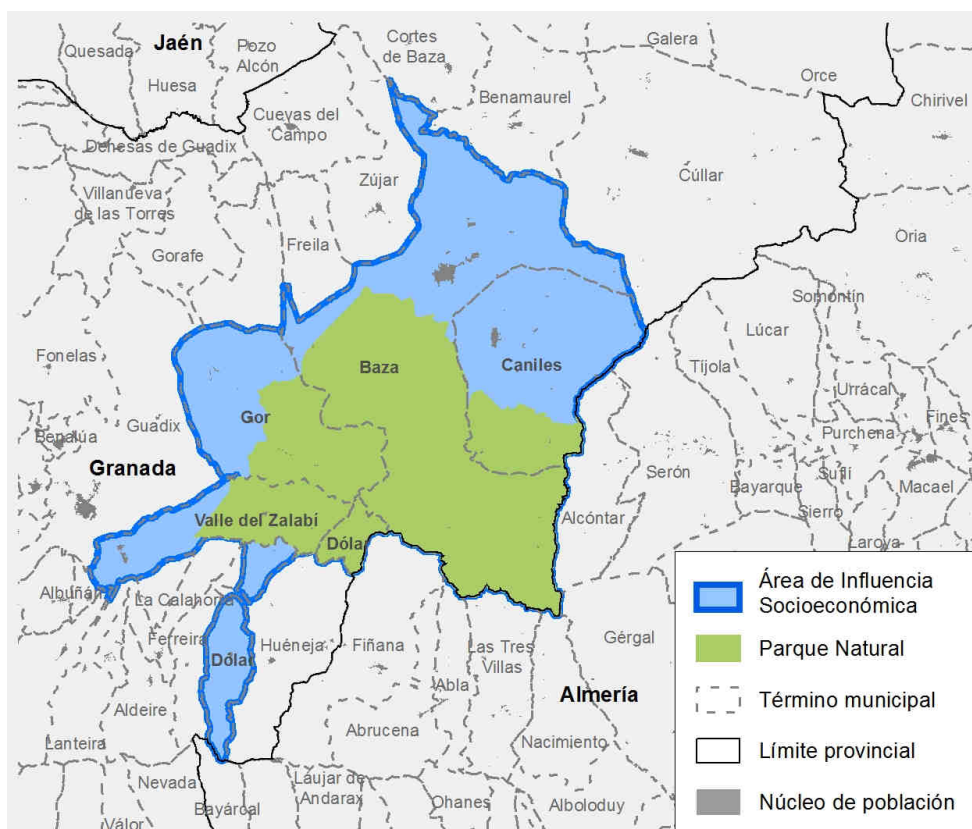 Jaén
Quesada
Pozo
Alcón
Huesa
Cortes
de Baza
Galera
Orce
Benamaurel
Chirivel
Cuevas del
Campo
Dehesas de Guadix
Zújar
Cúllar
Villanueva
de las Torres
Freila
Gorafe
Oria
Somontín
Lúcar
Fonelas
Baza
Caniles
Tíjola
Urrácal
Gor
Guadix
Fines
Benalúa
Purchena
Granada
Serón
Suflí
Bayarque
Macael
Sierro
Valle del Zalabí
Alcóntar
Dólar
Laroya
Albuñán
La Calahorra
Ferreira
Dólar
Huéneja
Fiñana
Las Tres
Villas
Gérgal
Abla
Almería
Aldeire
Abrucena
Lanteira
Nacimiento
Nevada
Láujar de
Andarax
Bayárcal
Ohanes
Alboloduy
Válor
Área de Influencia
Socioeconómica
Parque Natural
Término municipal
Límite provincial
Núcleo de población